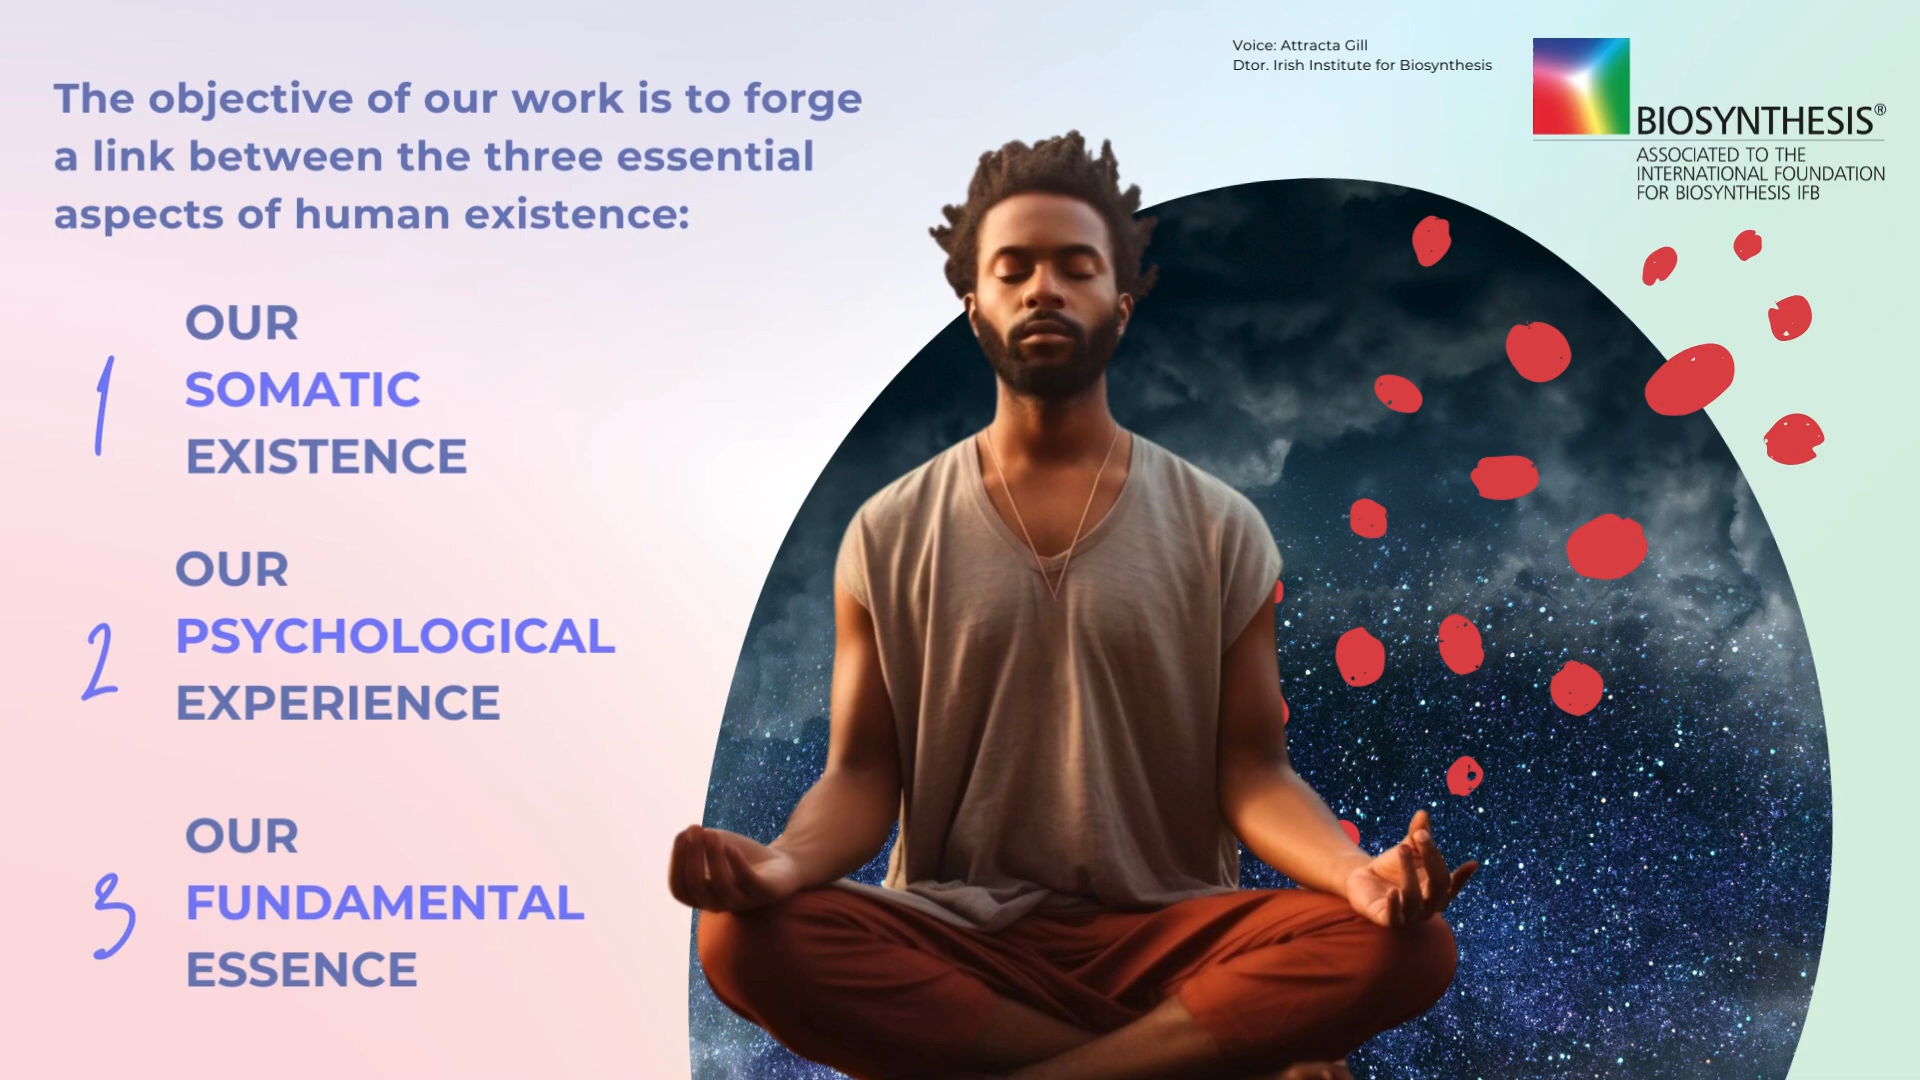 The objective of our work is to forge
a link between the three essential
aspects of human existence:
1
OUR
SOMATIC
EXISTENCE
2
OUR
PSYCHOLOGICAL
EXPERIENCE
3
OUR
FUNDAMENTAL
ESSENCE
Voice: Attracta Gill
Dtor. Irish Institute for Biosynthesis
BIOSYNTHESIS®
ASSOCIATED TO THE
INTERNATIONAL FOUNDATION
FOR BIOSYNTHESIS IFB